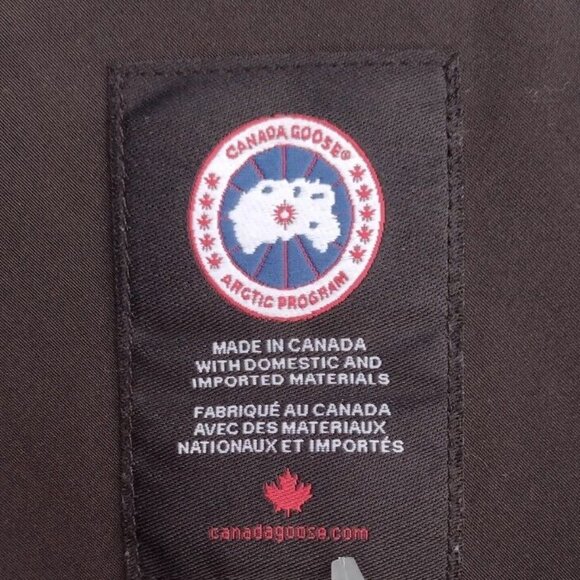 CANADA GOOSE®
ARCTIC PROGRAM
MADE IN CANADA
WITH DOMESTIC AND
IMPORTED MATERIALS
FABRIQUÉ AU CANADA
AVEC DES MATERIAUX
NATIONAUX ET IMPORTÉS
canadagoose.com